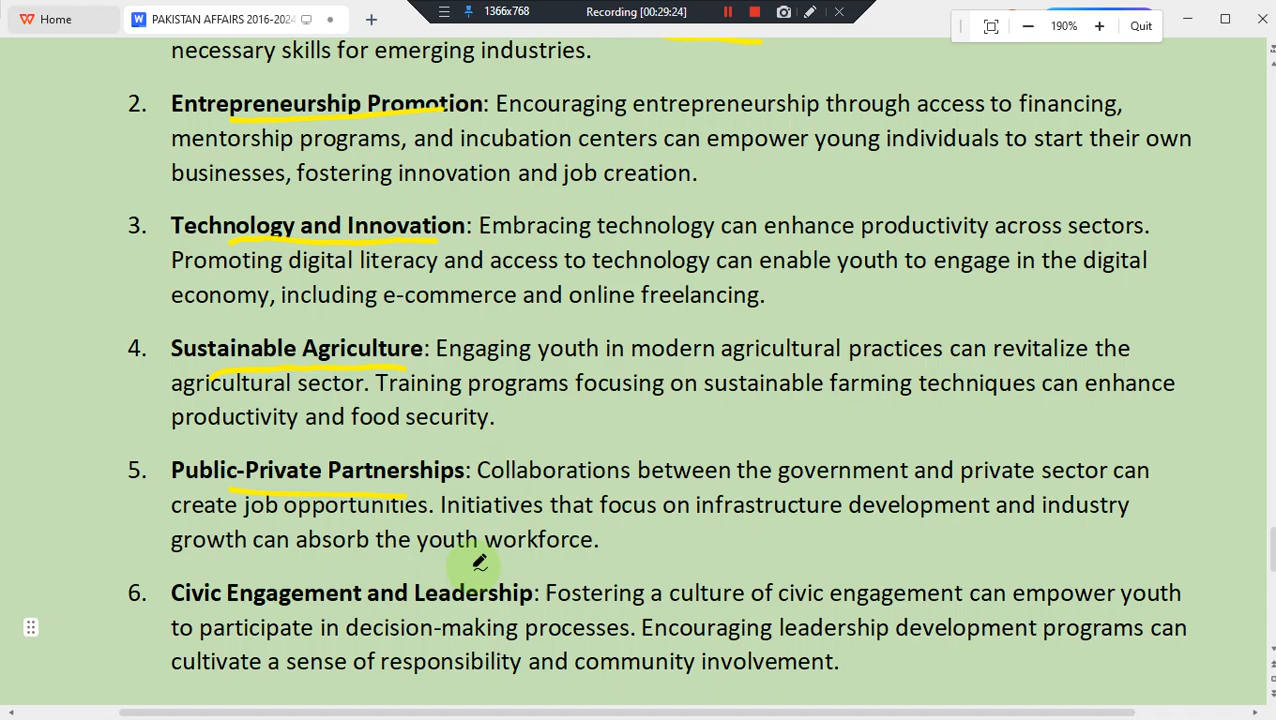 Home
PAKISTAN AFFAIRS 2016-2024
1366x768
Recording [00:29:24]
190%
Quit
necessary skills for emerging industries.
2. Entrepreneurship Promotion: Encouraging entrepreneurship through access to financing,
mentorship programs, and incubation centers can empower young individuals to start their own
businesses, fostering innovation and job creation.
3. Technology and Innovation: Embracing technology can enhance productivity across sectors.
Promoting digital literacy and access to technology can enable youth to engage in the digital
economy, including e-commerce and online freelancing.
4. Sustainable Agriculture: Engaging youth in modern agricultural practices can revitalize the
agricultural sector. Training programs focusing on sustainable farming techniques can enhance
productivity and food security.
5. Public-Private Partnerships: Collaborations between the government and private sector can
create job opportunities. Initiatives that focus on infrastructure development and industry
growth can absorb the youth workforce.
6. Civic Engagement and Leadership: Fostering a culture of civic engagement can empower youth
to participate in decision-making processes. Encouraging leadership development programs can
cultivate a sense of responsibility and community involvement.